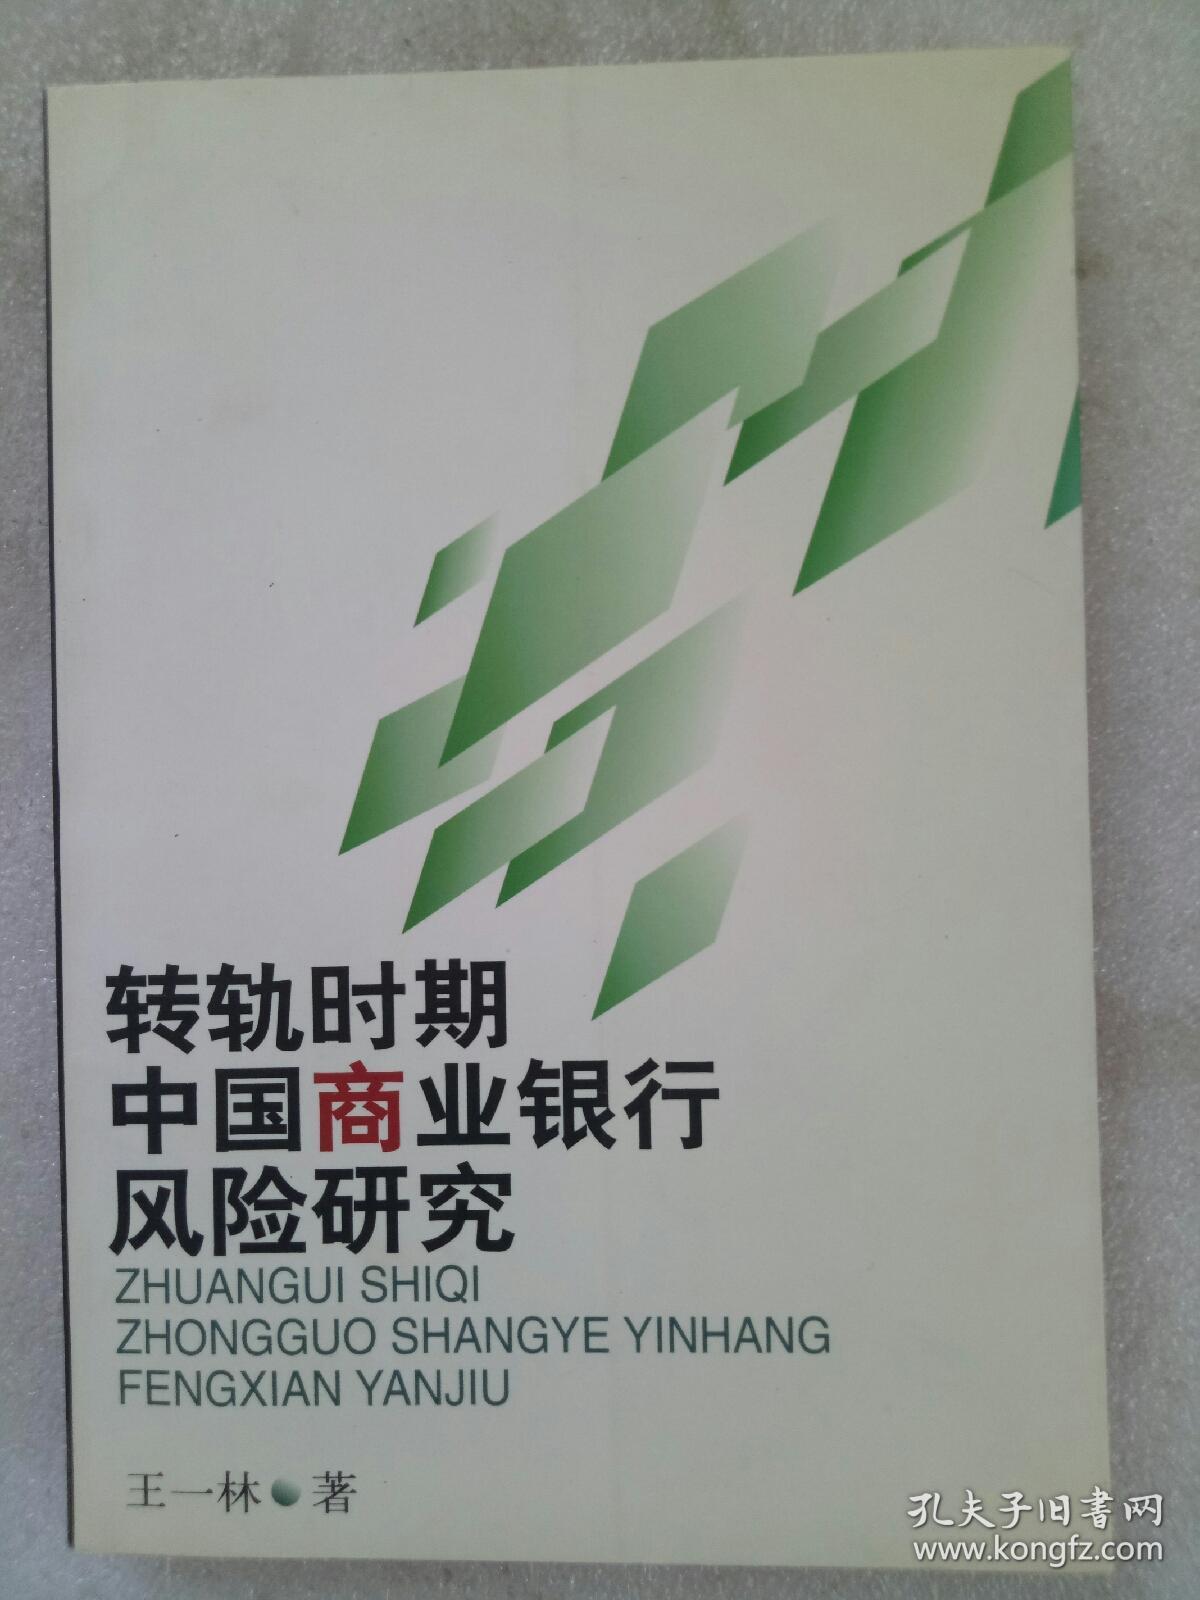 转轨时期
中国商业银行
风险研究
ZHUANGUI SHIQI
ZHONGGUO SHANGYE YINHANG
FENGXIAN YANJIU
王一林●著
孔夫子旧书网
www.kongfz.com